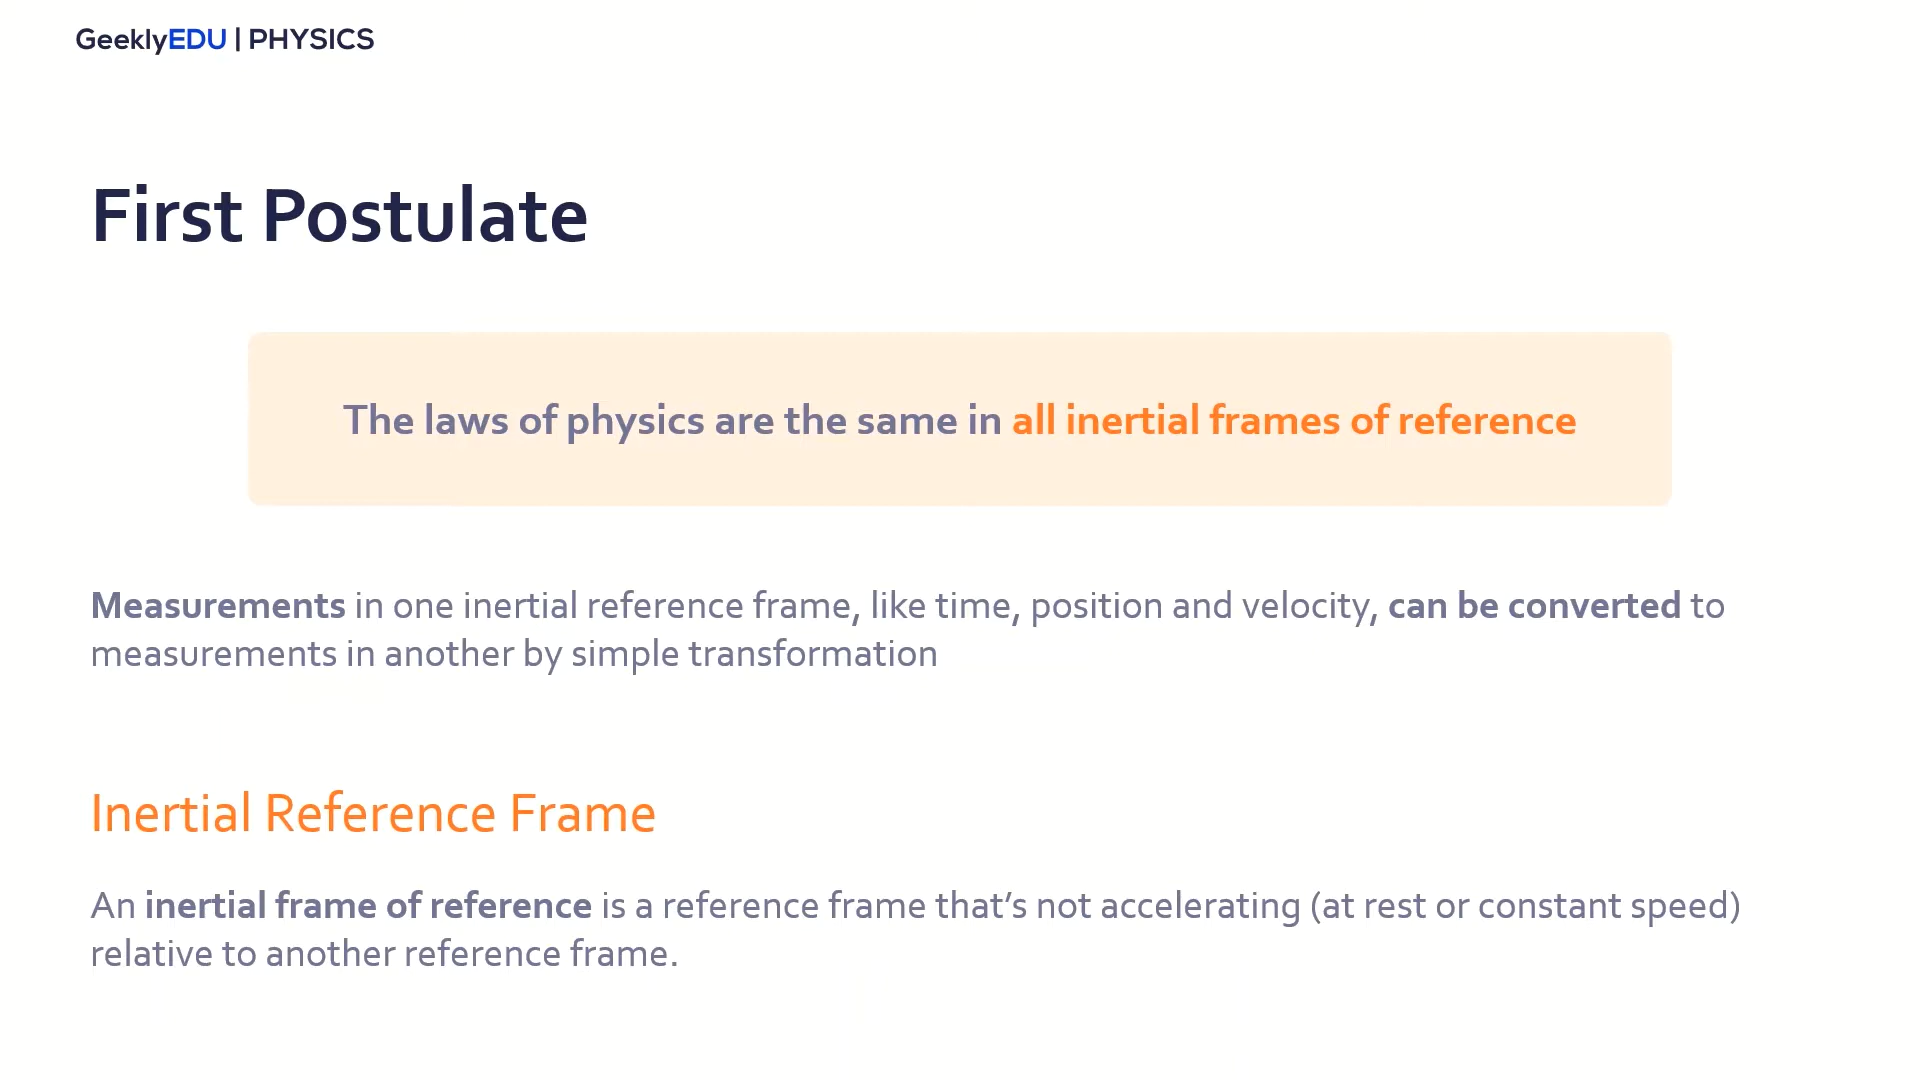 GeeklyEDU | PHYSICS
First Postulate
The laws of physics are the same in all inertial frames of reference
Measurements in one inertial reference frame, like time, position and velocity, can be converted to
measurements in another by simple transformation
Inertial Reference Frame
An inertial frame of reference is a reference frame that’s not accelerating (at rest or constant speed)
relative to another reference frame.